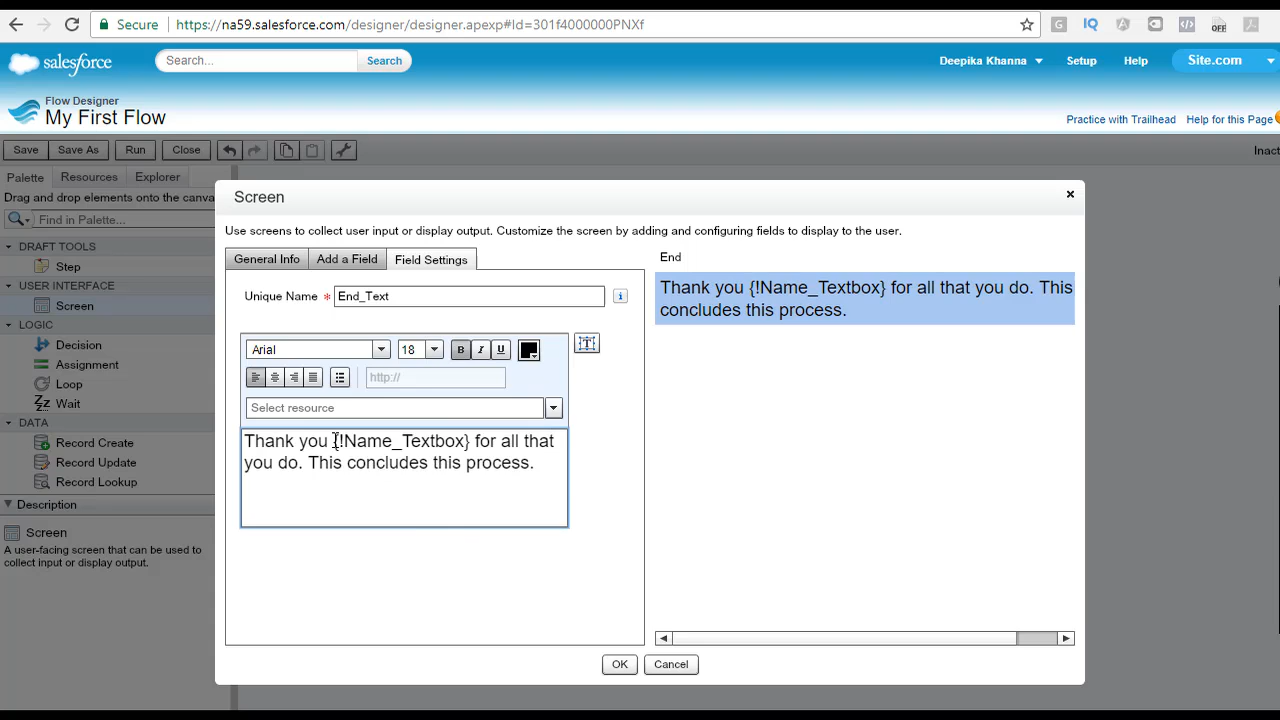 Secure
https://na59.salesforce.com/designer/designer.apexp#Id=301f4000000PNXf
G
IQ
OFF
salesforce
Search...
Search
Deepika Khanna
Setup
Help
Site.com
Flow Designer
My First Flow
Practice with Trailhead
Help for this Page
Save
Save As
Run
Close
Inact
Palette
Resources
Explorer
Drag and drop elements onto the canva
Find in Palette...
DRAFT TOOLS
Step
USER INTERFACE
Screen
LOGIC
Decision
Assignment
Loop
Wait
DATA
Record Create
Record Update
Record Lookup
Description
Screen
A user-facing screen that can be used to
collect input or display output.
Screen
×
Use screens to collect user input or display output. Customize the screen by adding and configuring fields to display to the user.
General Info
Add a Field
Field Settings
Unique Name *
End_Text
i
Arial
18
B
I
U
T
http://
Select resource
Thank you {!Name_Textbox} for all that
you do. This concludes this process.
End
Thank you {!Name_Textbox} for all that you do. This
concludes this process.
OK
Cancel